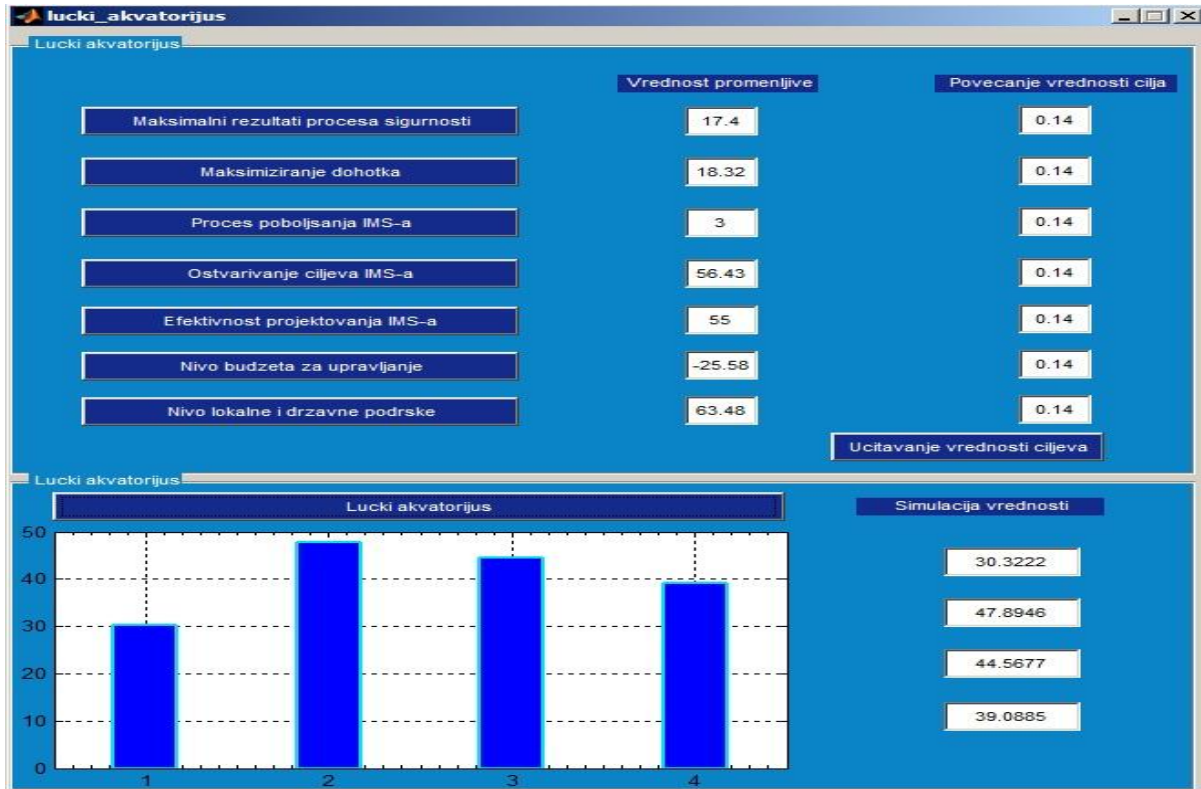 lucki_akvatorijus
Lucki akvatorijus
Vrednost promenljive Povecanje vrednosti cilja
Maksimalni rezultati procesa sigurnosti 17.4 0.14
Maksimiziranje dohotka 18.32 0.14
Proces poboljsanja IMS-a 3 0.14
Ostvarivanje ciljeva IMS-a 56.43 0.14
Efektivnost projektovanja IMS-a 55 0.14
Nivo budzeta za upravljanje -25.58 0.14
Nivo lokalne i drzavne podrske 63.48 0.14
Ucitavanje vrednosti ciljeva
Lucki akvatorijus
Lucki akvatorijus Simulacija vrednosti
50
40
30
20
10
0
1 2 3 4
30.3222
47.8946
44.5677
39.0885